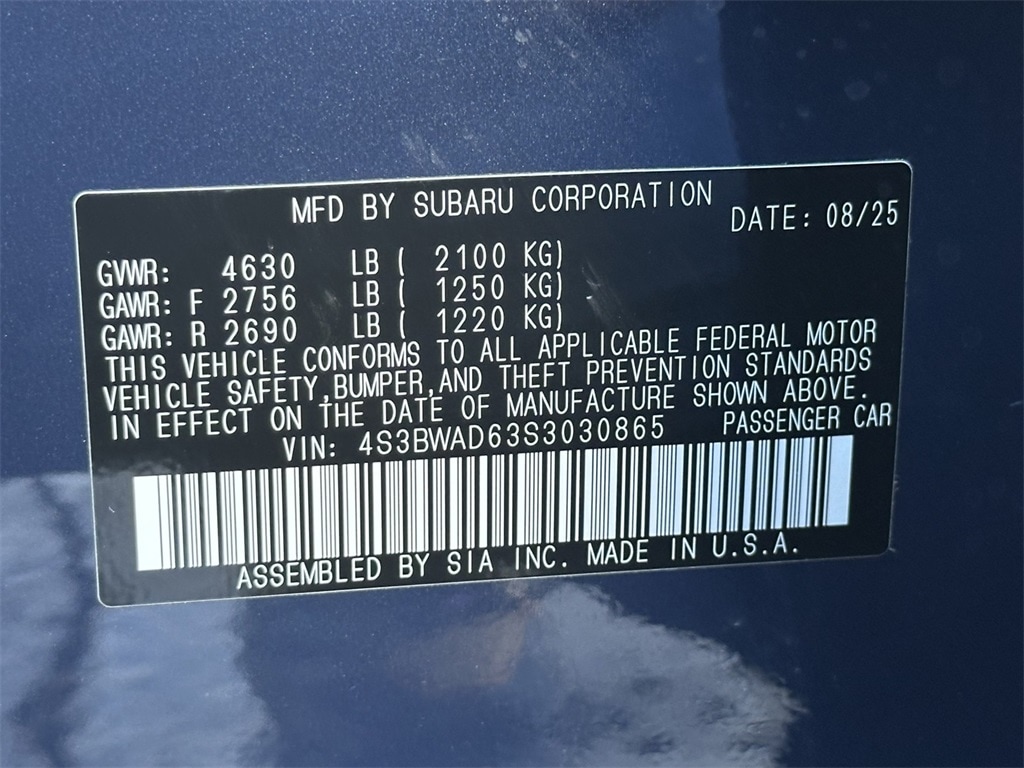 MFD BY SUBARU CORPORATION DATE: 08/25
GVWR: 4630 LB ( 2100 KG)
GAWR: F 2756 LB ( 1250 KG)
GAWR: R 2690 LB ( 1220 KG)
THIS VEHICLE CONFORMS TO ALL APPLICABLE FEDERAL MOTOR
VEHICLE SAFETY,BUMPER,AND THEFT PREVENTION STANDARDS
IN EFFECT ON THE DATE OF MANUFACTURE SHOWN ABOVE.
VIN: 4S3BWAD63S3030865 PASSENGER CAR
ASSEMBLED BY SIA INC. MADE IN U.S.A.